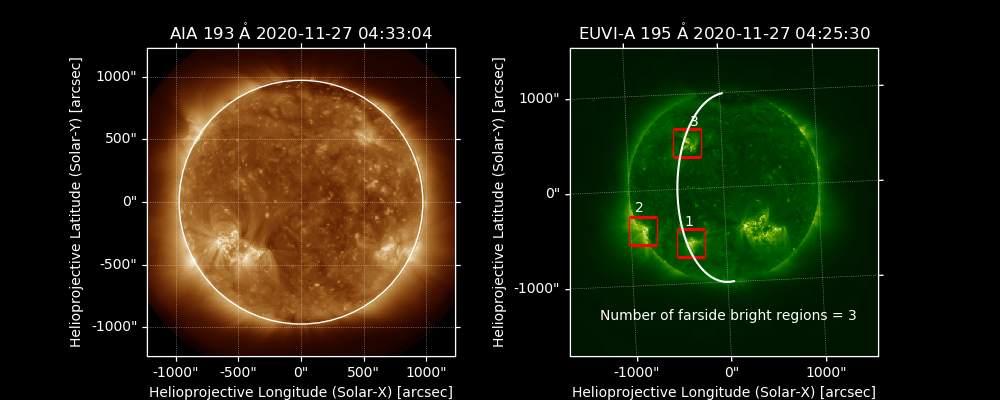 AIA 193 Å 2020-11-27 04:33:04
Helioprojective Latitude (Solar-Y) [arcsec]
1000"
500"
0"
-500"
-1000"
-1000" -500" 0" 500" 1000"
Helioprojective Longitude (Solar-X) [arcsec]
EUVI-A 195 Å 2020-11-27 04:25:30
Helioprojective Latitude (Solar-Y) [arcsec]
1000"
0"
-1000"
3
2
1
Number of farside bright regions = 3
-1000" 0" 1000"
Helioprojective Longitude (Solar-X) [arcsec]